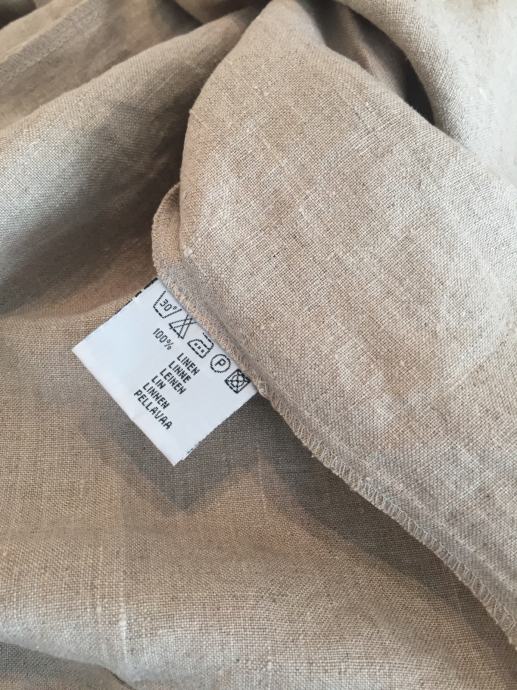 30°
P
100%
LINEN
LINNE
LEINEN
LIN
LINNEN
PELLAVAA